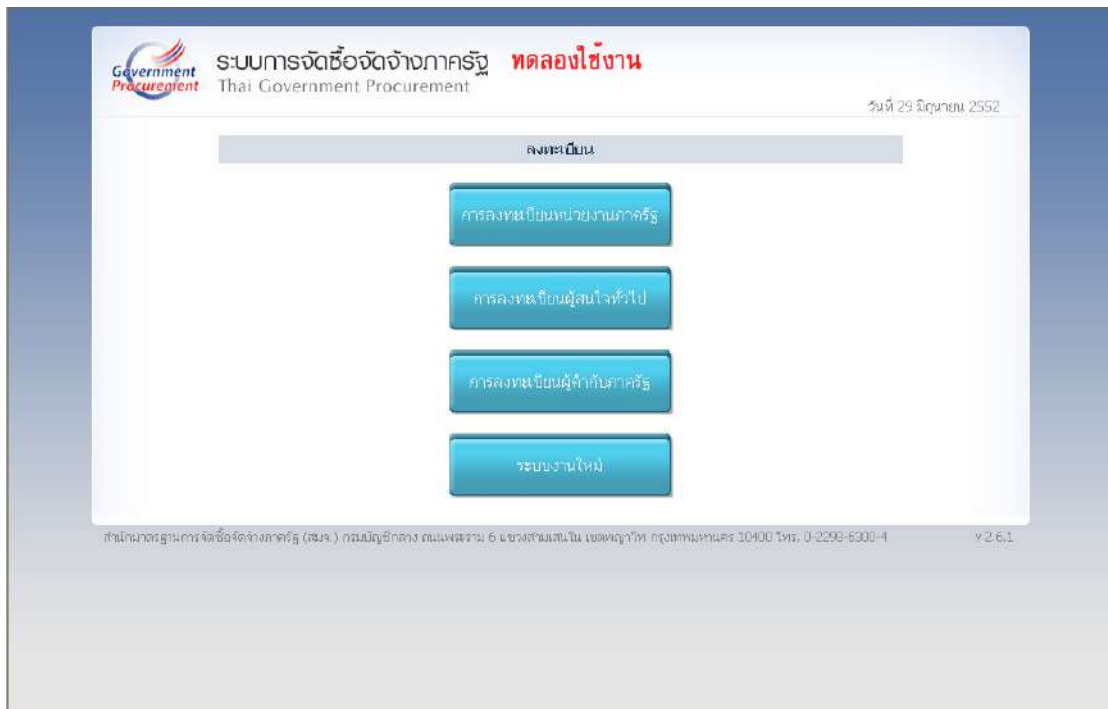 Government
Procurement
ระบบการจัดซื้อจัดจ้างภาครัฐ ทดลองใช้งาน
Thai Government Procurement
วันที่ 29 มิถุนายน 2552
ลงทะเบียน
การลงทะเบียนหน่วยงานภาครัฐ
การลงทะเบียนผู้สนใจทั่วไป
การลงทะเบียนผู้ค้ากับภาครัฐ
ระบบงานใหม่
สำนักมาตรฐานการจัดซื้อจัดจ้างภาครัฐ (สมจ.) กรมบัญชีกลาง ถนนพระราม 6 แขวงสามเสนใน เขตพญาไท กรุงเทพมหานคร 10400 โทร. 0-2298-6300-4 v 2.6.1